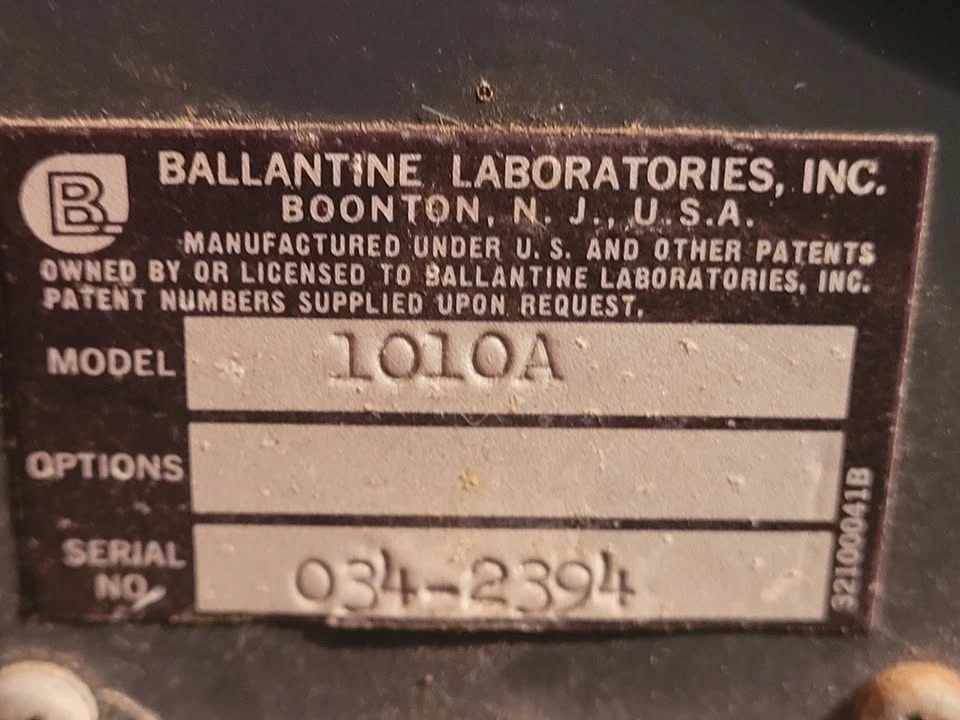 B
BALLANTINE LABORATORIES, INC.
BOONTON, N. J., U.S.A.
MANUFACTURED UNDER U. S. AND OTHER PATENTS
OWNED BY OR LICENSED TO BALLANTINE LABORATORIES, INC.
PATENT NUMBERS SUPPLIED UPON REQUEST.
MODEL 1010A
OPTIONS
SERIAL NO. 034-2394
321000041B